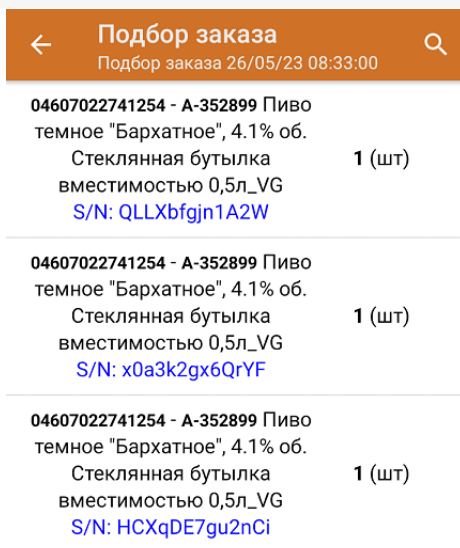 Подбор заказа
Подбор заказа 26/05/23 08:33:00
04607022741254 - А-352899 Пиво
темное "Бархатное", 4.1% об.
Стеклянная бутылка
вместимостью 0,5л_VG
S/N: QLLXbfgjn1A2W
1 (шт)
04607022741254 - А-352899 Пиво
темное "Бархатное", 4.1% об.
Стеклянная бутылка
вместимостью 0,5л_VG
S/N: x0a3k2gx6QrYF
1 (шт)
04607022741254 - А-352899 Пиво
темное "Бархатное", 4.1% об.
Стеклянная бутылка
вместимостью 0,5л_VG
S/N: HCXqDE7gu2nCi
1 (шт)